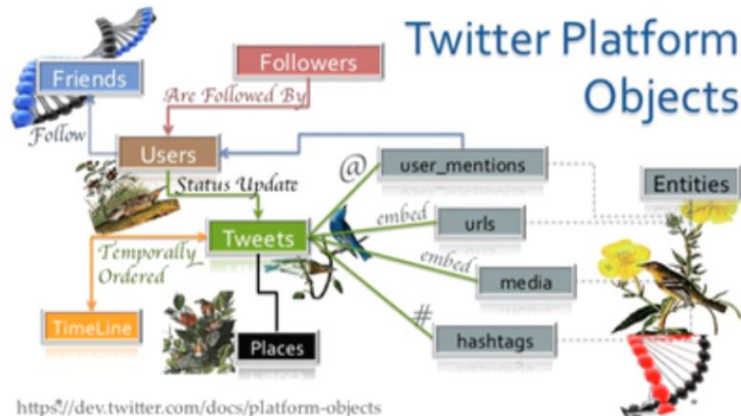 Twitter Platform
Objects
Friends
Followers
Are Followed By
Follow
Users
Status Update
@
user_mentions
Entities
embed
urls
Tweets
Temporally
Ordered
embed
media
TimeLine
#
hashtags
Places
https://dev.twitter.com/docs/platform-objects